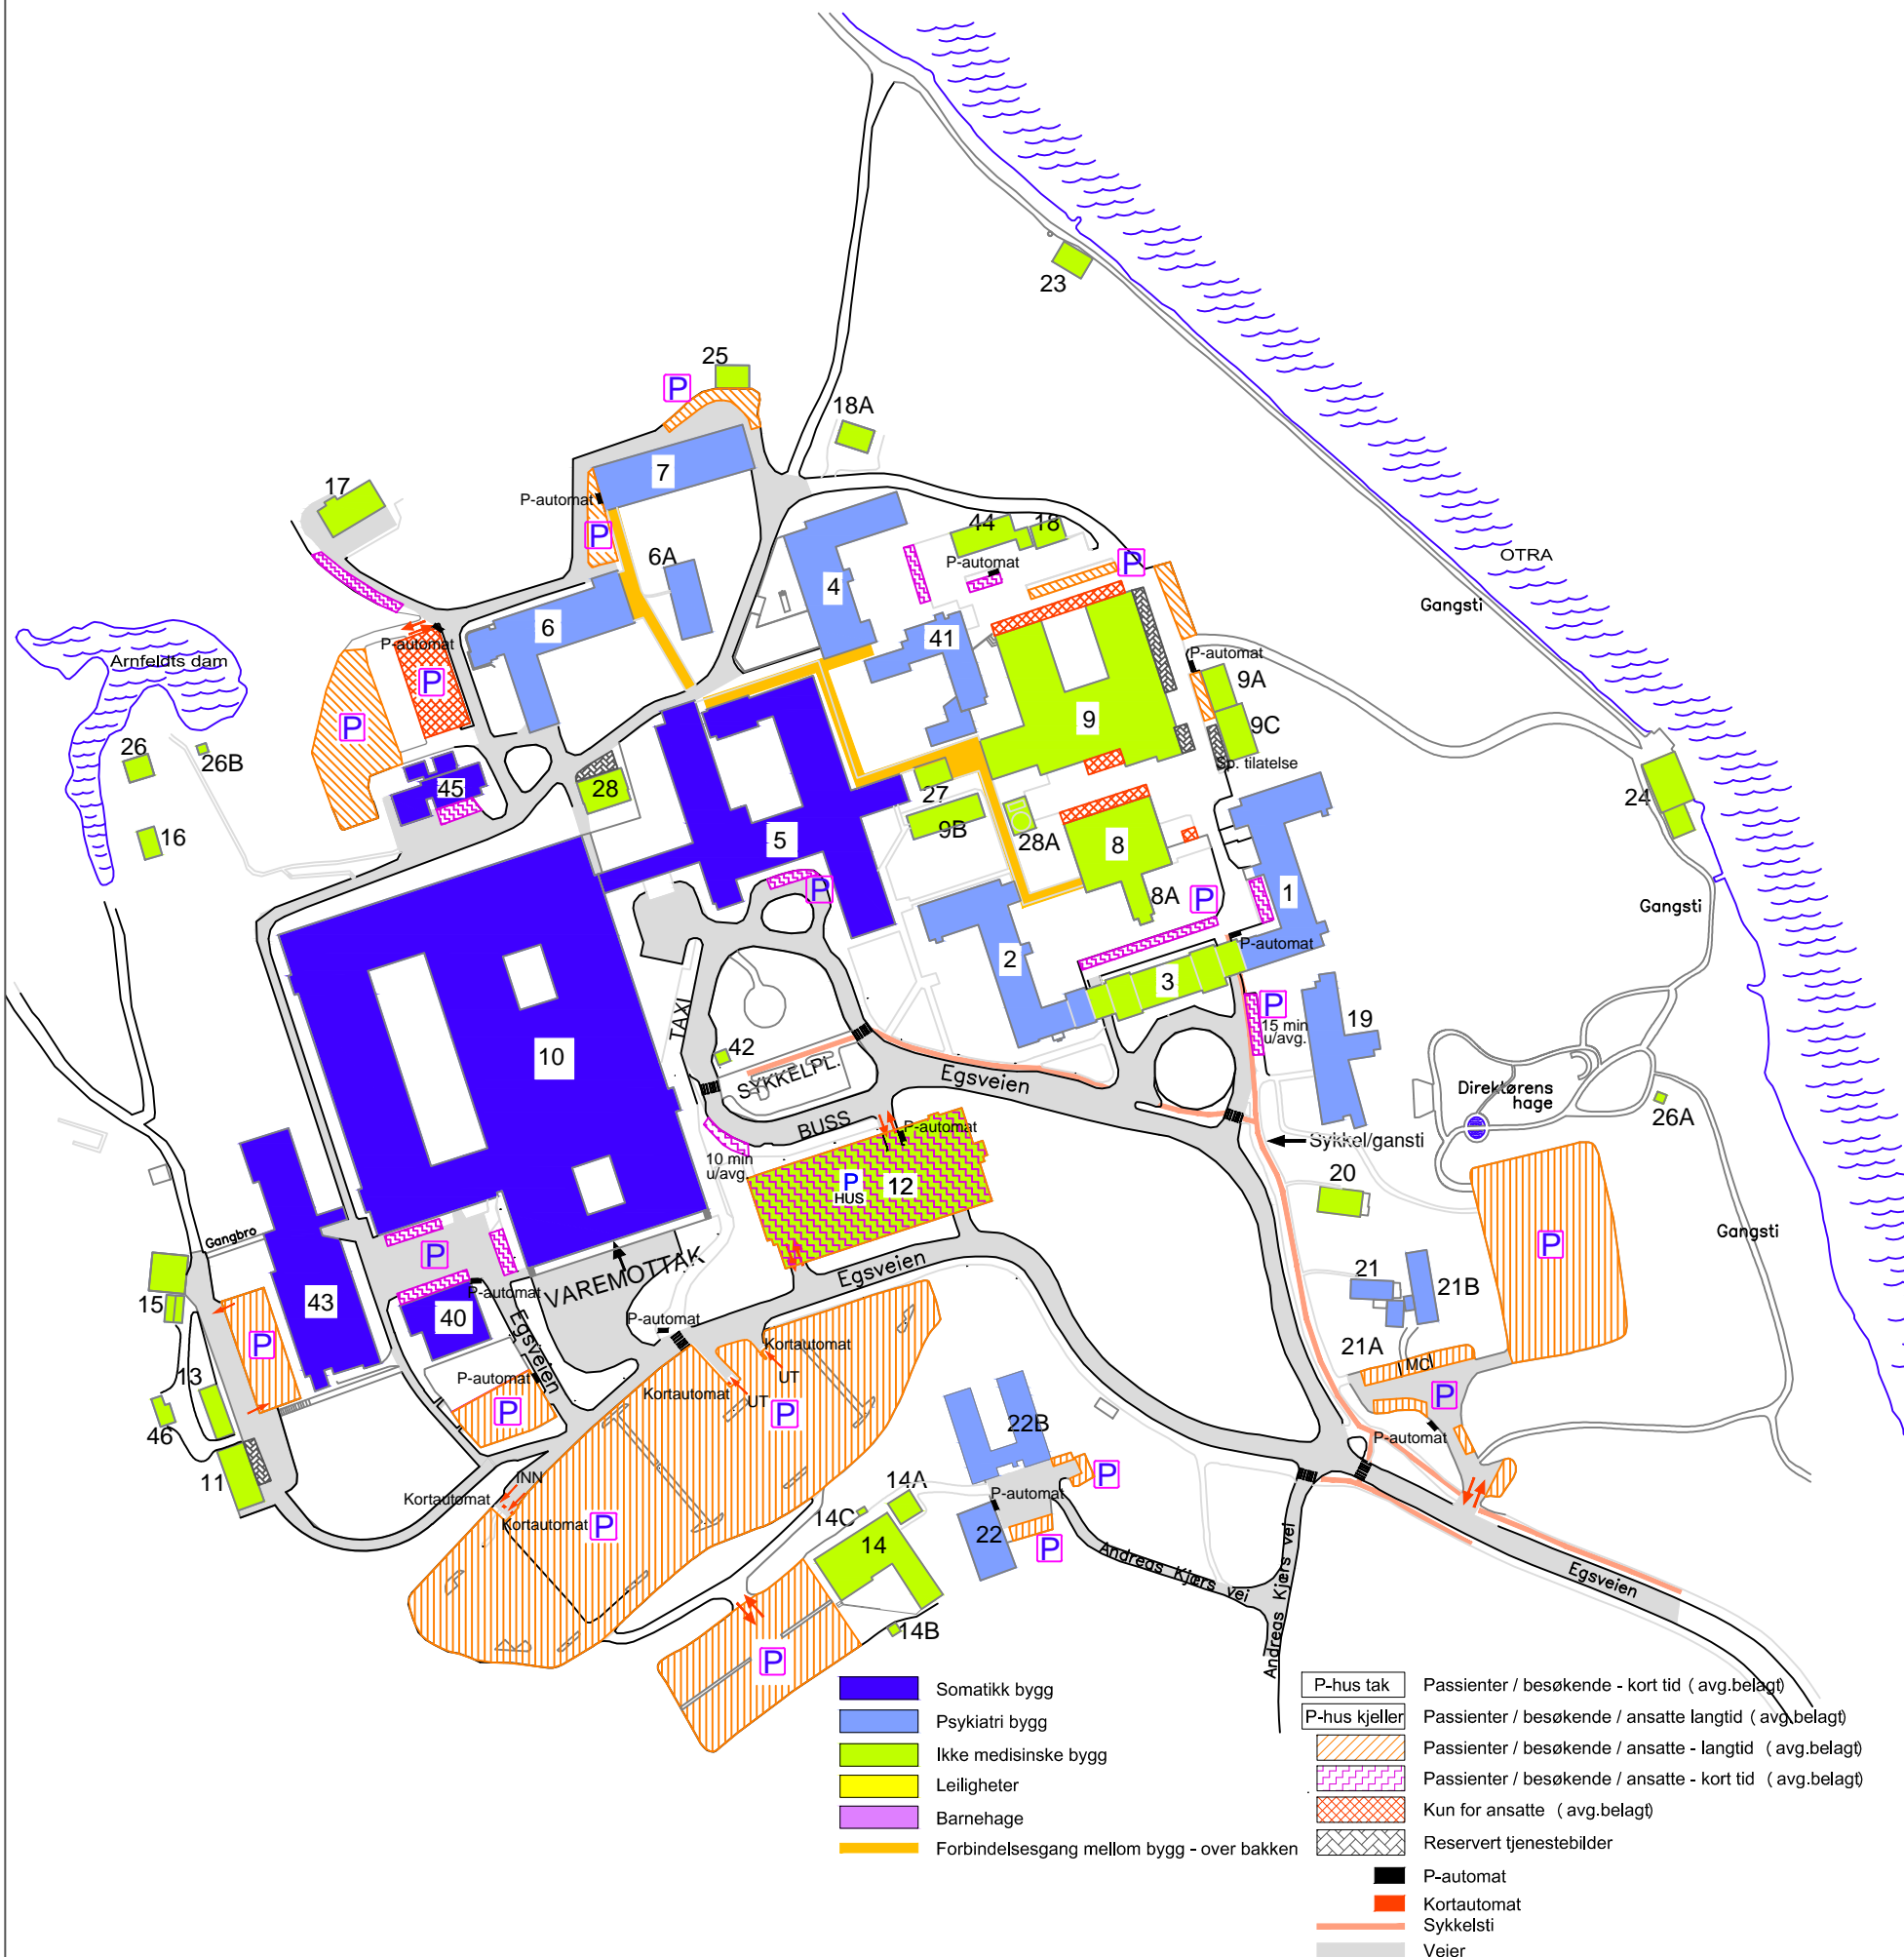 23
25
P
18A
7
17
P-automat
P
6A
44
18
P-automat
P
OTRA
4
Gangsti
6
41
P-automat
Arnfeldts dam
P
P-automat
9A
P
9
9C
26
26B
Sp. tilatelse
45
28
27
24
16
9B
28A
5
8
P
8A
P
1
Gangsti
P-automat
2
3
TAXI
P
15 min
u/avg.
19
42
10
SYKKELPL.
Egsveien
Direktørens
hage
26A
BUSS
P-automat
Sykkel/gansti
10 min
u/avg.
P
HUS
12
20
Gangsti
Gangbro
P
P
VAREMOTTAK
Egsveien
21
21B
15
43
P-automat
40
P
Egsveien
P-automat
Kortautomat
UT
21A
MC
13
P-automat
Kortautomat
UT
P
46
P
P
22B
P-automat
11
INN
P
Kortautomat
14A
P-automat
Kortautomat
P
14C
14
22
P
Andreas Kjærs vei
Andreas Kjærs vei
Egsveien
14B
P
Somatikk bygg
Psykiatri bygg
Ikke medisinske bygg
Leiligheter
Barnehage
Forbindelsesgang mellom bygg - over bakken
P-hus tak Passienter / besøkende - kort tid (avg.belagt)
P-hus kjeller Passienter / besøkende / ansatte langtid (avg.belagt)
Passienter / besøkende / ansatte - langtid (avg.belagt)
Passienter / besøkende / ansatte - kort tid (avg.belagt)
Kun for ansatte (avg.belagt)
Reservert tjenestebilder
P-automat
Kortautomat
Sykkelsti
Veier